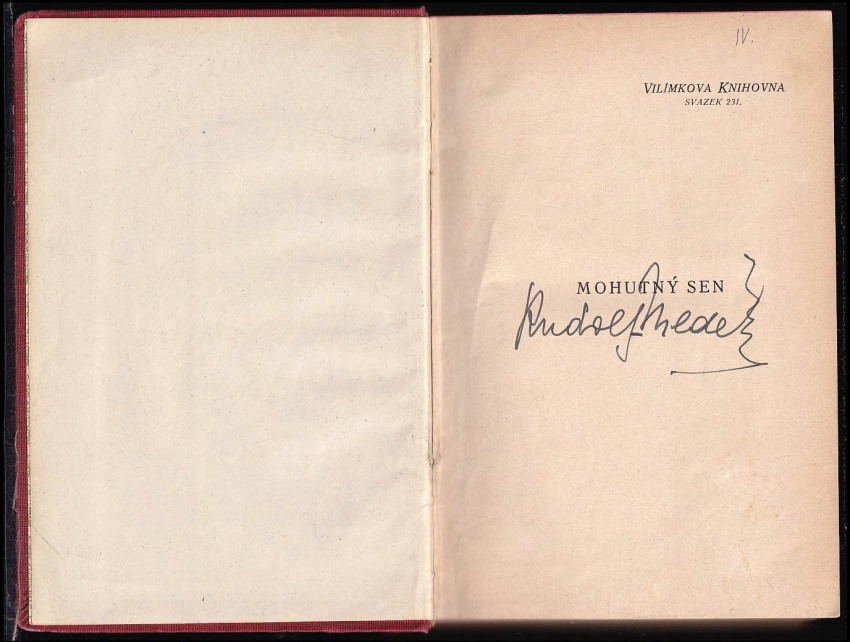 IV.
VILÍMKOVA KNIHOVNA
SVAZEK 231.
MOHUTNÝ SEN
Rudolf Medek